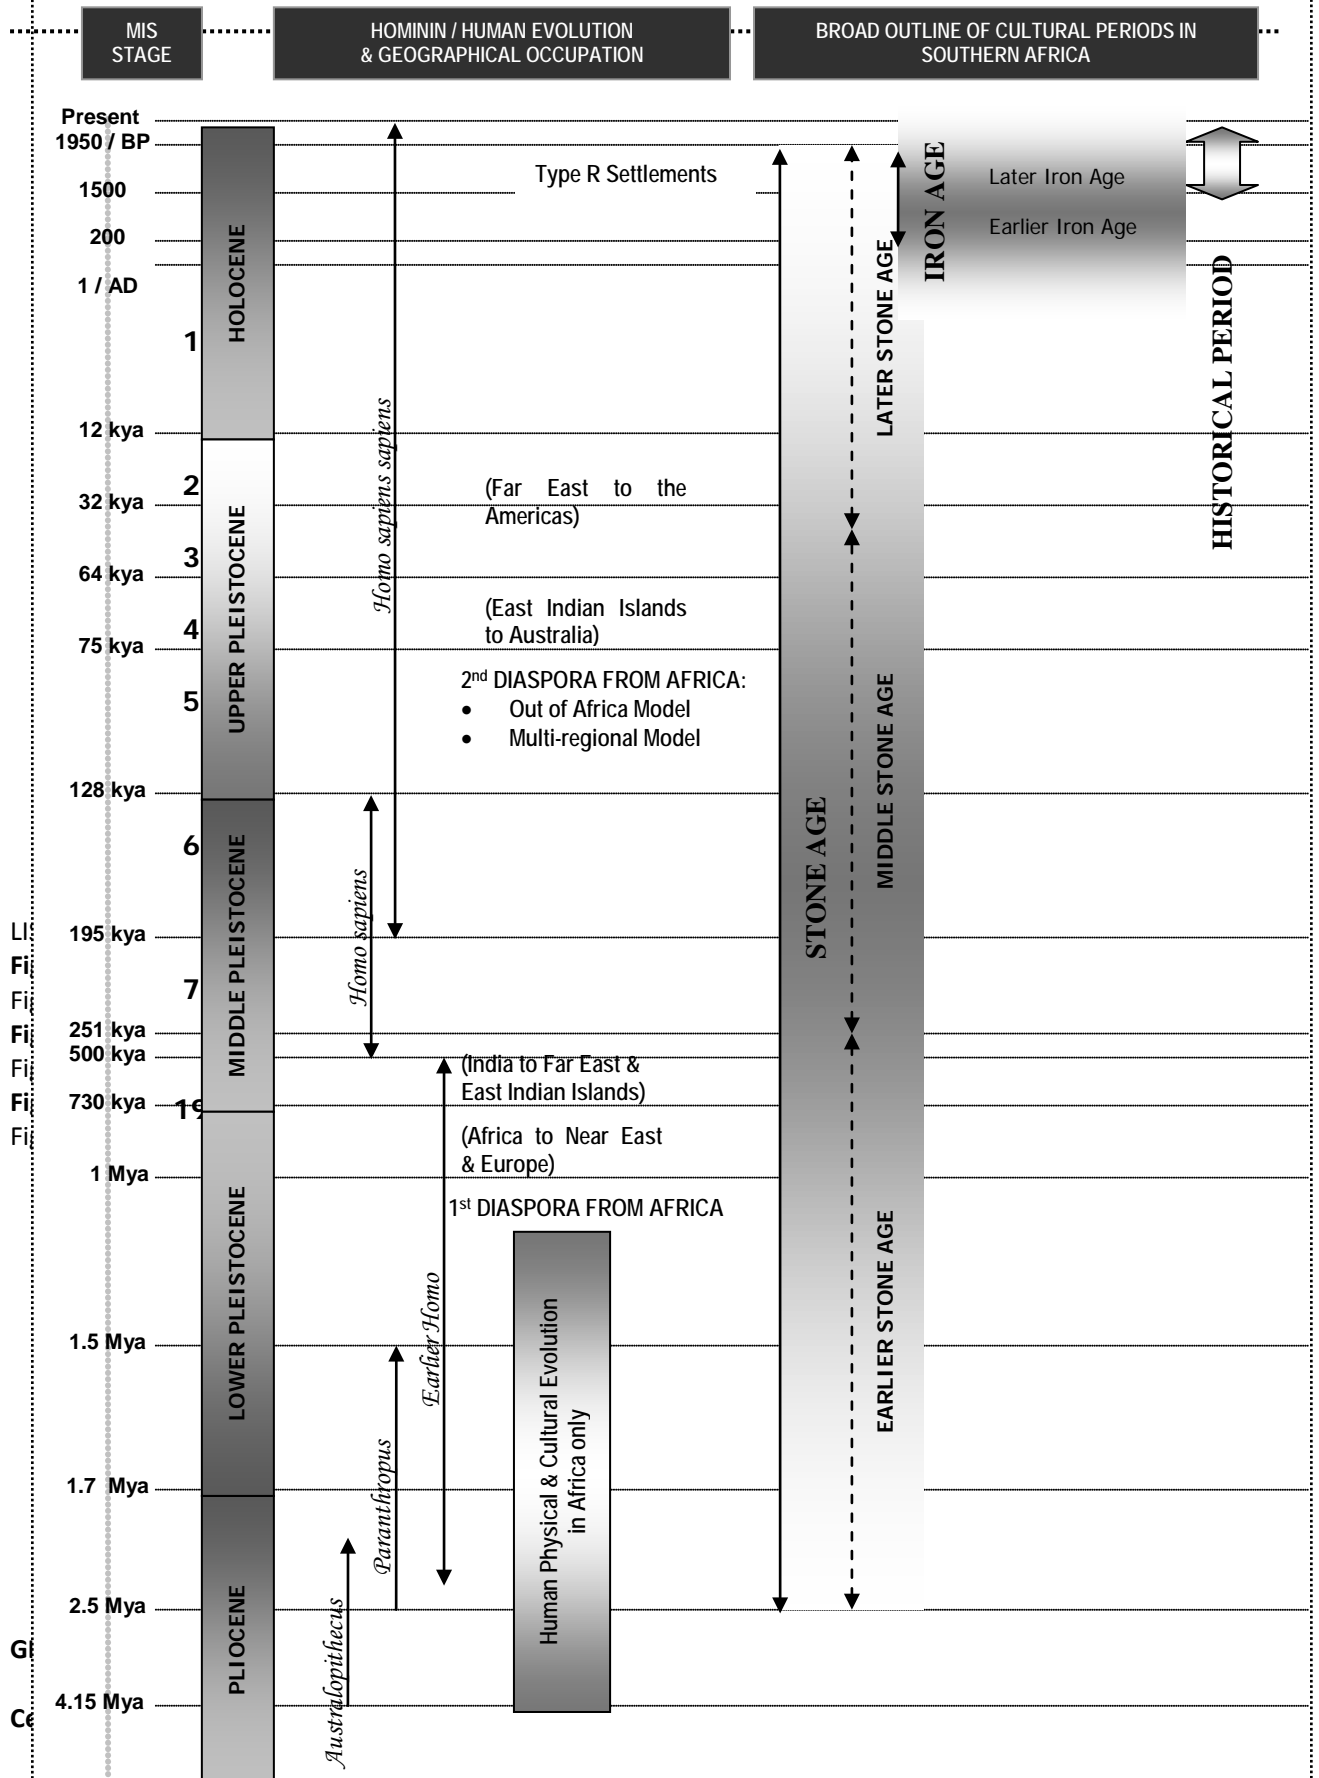 MIS
STAGE
HOMININ / HUMAN EVOLUTION
& GEOGRAPHICAL OCCUPATION
BROAD OUTLINE OF CULTURAL PERIODS IN
SOUTHERN AFRICA
Present
1950 / BP
1500
200
1 / AD
1
12 kya
2
32 kya
3
64 kya
4
75 kya
5
128 kya
6
195 kya
7
251 kya
500 kya
730 kya
19
1 Mya
1.5 Mya
1.7 Mya
2.5 Mya
4.15 Mya
HOLOCENE
UPPER PLEISTOCENE
MIDDLE PLEISTOCENE
LOWER PLEISTOCENE
PLIOCENE
Homo sapiens sapiens
Homo sapiens
Earlier Homo
Paranthropus
Australopithecus
Type R Settlements
(Far East to the
Americas)
(East Indian Islands
to Australia)
2nd DIASPORA FROM AFRICA:
• Out of Africa Model
• Multi-regional Model
(India to Far East &
East Indian Islands)
(Africa to Near East
& Europe)
1st DIASPORA FROM AFRICA
Human Physical & Cultural Evolution
in Africa only
STONE AGE
LATER STONE AGE
MIDDLE STONE AGE
EARLIER STONE AGE
IRON AGE
Later Iron Age
Earlier Iron Age
HISTORICAL PERIOD